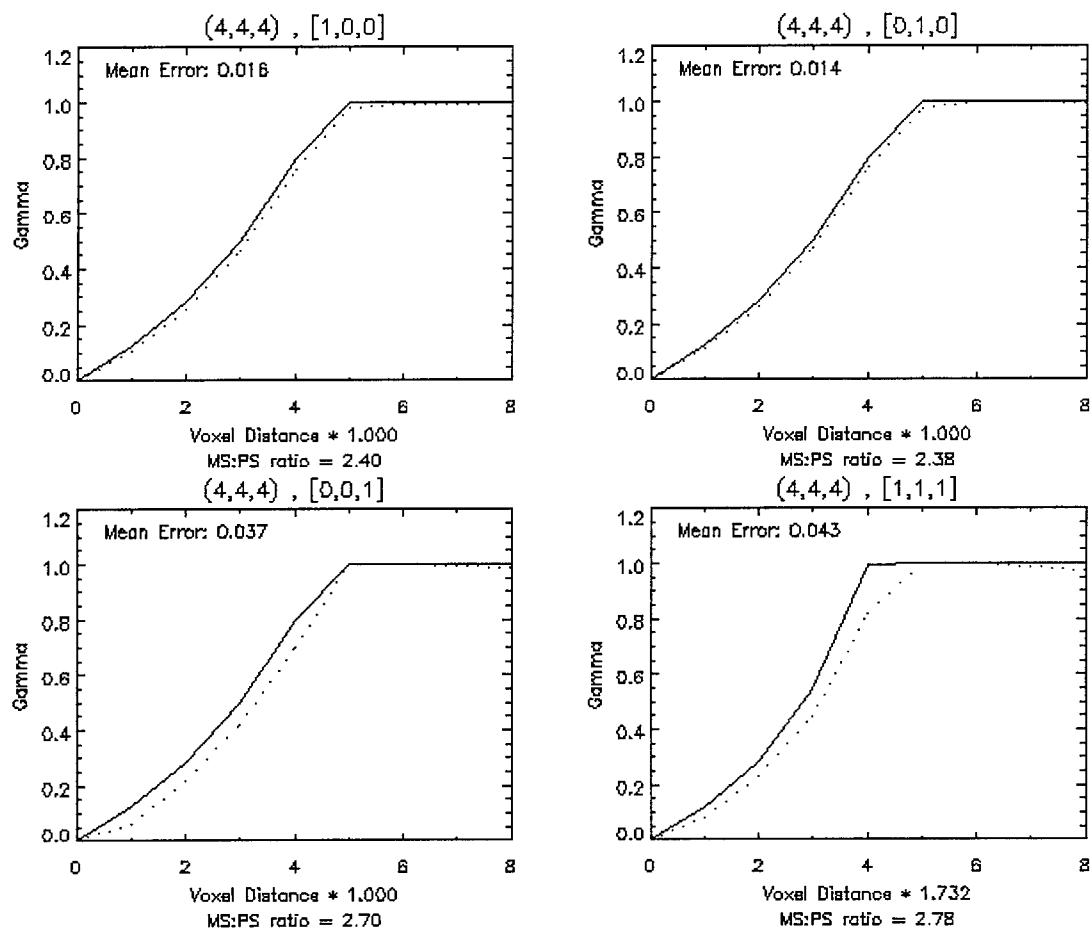 (4,4,4) , [1,0,0]
Mean Error: 0.016
Gamma
1.2
1.0
0.8
0.6
0.4
0.2
0.0
0 2 4 6 8
Voxel Distance * 1.000
MS:PS ratio = 2.40
(4,4,4) , [0,1,0]
Mean Error: 0.014
Gamma
1.2
1.0
0.8
0.6
0.4
0.2
0.0
0 2 4 6 8
Voxel Distance * 1.000
MS:PS ratio = 2.38
(4,4,4) , [0,0,1]
Mean Error: 0.037
Gamma
1.2
1.0
0.8
0.6
0.4
0.2
0.0
0 2 4 6 8
Voxel Distance * 1.000
MS:PS ratio = 2.70
(4,4,4) , [1,1,1]
Mean Error: 0.043
Gamma
1.2
1.0
0.8
0.6
0.4
0.2
0.0
0 2 4 6 8
Voxel Distance * 1.732
MS:PS ratio = 2.78